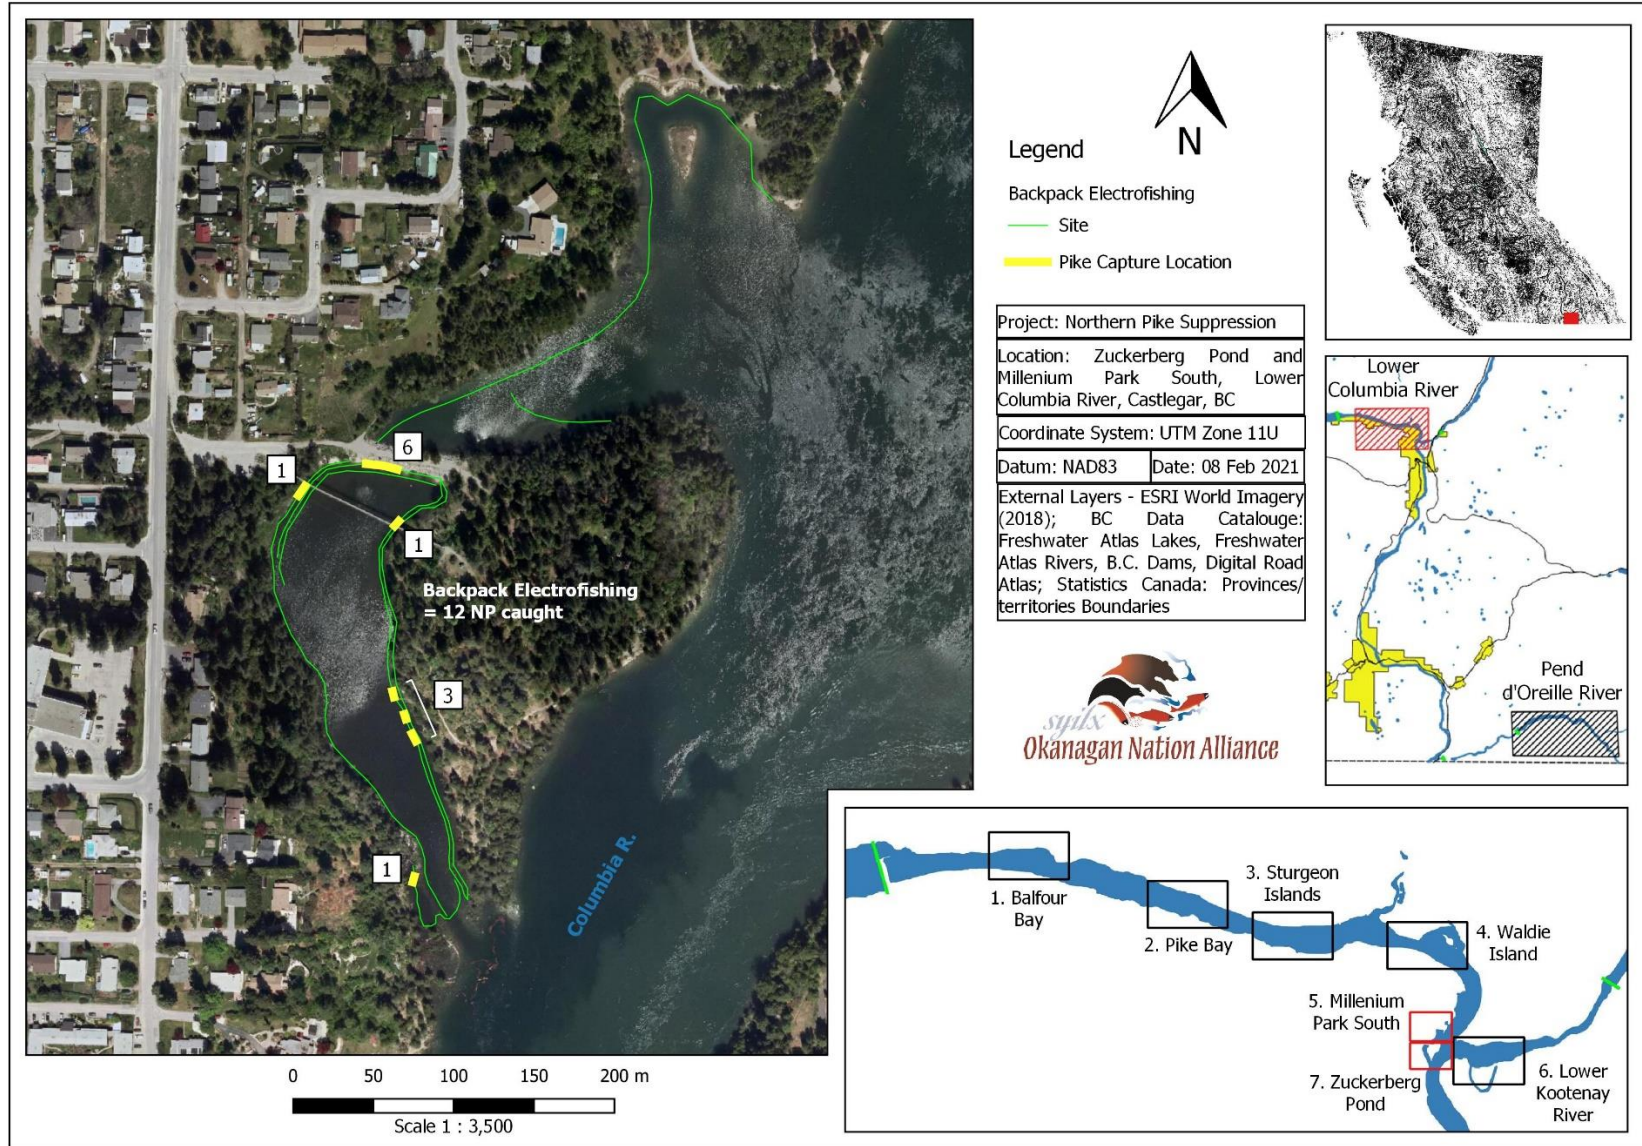 1
6
1
Backpack Electrofishing
= 12 NP caught
3
1
Columbia R.
0 50 100 150 200 m
Scale 1 : 3,500
N
Legend
Backpack Electrofishing
Site
Pike Capture Location
Project: Northern Pike Suppression
Location: Zuckerberg Pond and
Millenium Park South, Lower
Columbia River, Castlegar, BC
Coordinate System: UTM Zone 11U
Datum: NAD83 Date: 08 Feb 2021
External Layers - ESRI World Imagery
(2018); BC Data Catalouge:
Freshwater Atlas Lakes, Freshwater
Atlas Rivers, B.C. Dams, Digital Road
Atlas; Statistics Canada: Provinces/
territories Boundaries
syilx
Okanagan Nation Alliance
Lower
Columbia River
Pend
d'Oreille River
1. Balfour
Bay
2. Pike Bay
3. Sturgeon
Islands
4. Waldie
Island
5. Millenium
Park South
6. Lower
Kootenay
River
7. Zuckerberg
Pond